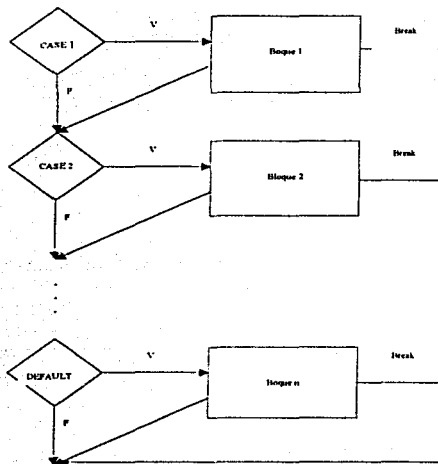 V
Break
CASE 1
Boque 1
F
V
Break
CASE 2
Bloque 2
F
V
Break
DEFAULT
Boque n
F